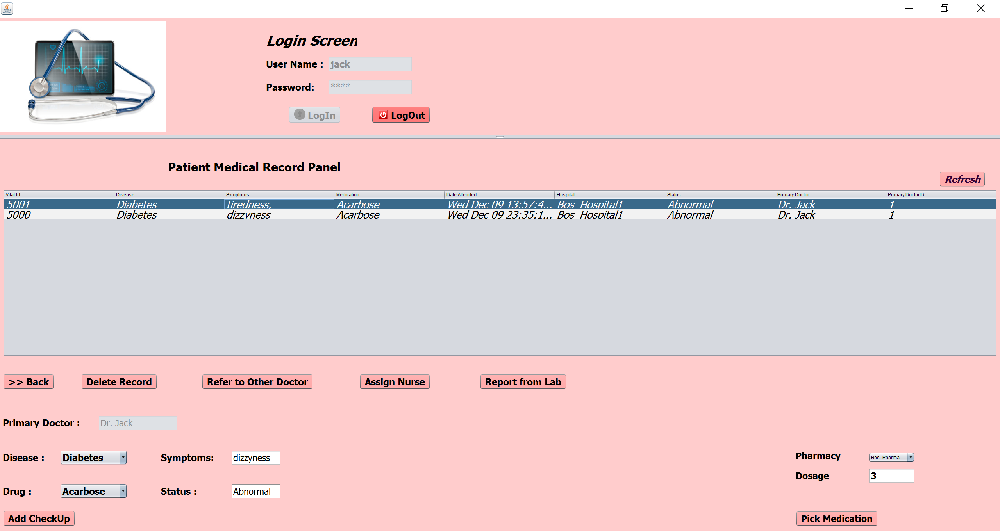 Login Screen
User Name : jack
Password: ****
LogIn LogOut
Patient Medical Record Panel
Refresh
Vital Id Disease Symptoms Medication Date Attended Hospital Status Primary Doctor Primary DoctorID
5001 Diabetes tiredness, Acarbose Wed Dec 09 13:57:4... Bos_Hospital1 Abnormal Dr. Jack 1
5000 Diabetes dizzyness Acarbose Wed Dec 09 23:35:1... Bos_Hospital1 Abnormal Dr. Jack 1
>> Back Delete Record Refer to Other Doctor Assign Nurse Report from Lab
Primary Doctor : Dr. Jack
Disease : Diabetes Symptoms: dizzyness Pharmacy Bos_Pharma...
Dosage 3
Drug : Acarbose Status : Abnormal
Add CheckUp Pick Medication